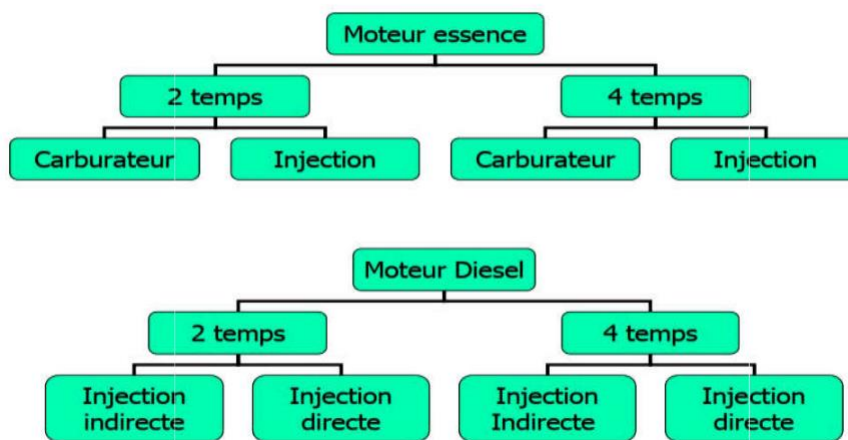 Moteur essence
2 temps
4 temps
Carburateur
Injection
Carburateur
Injection
Moteur Diesel
2 temps
4 temps
Injection
indirecte
Injection
directe
Injection
Indirecte
Injection
directe